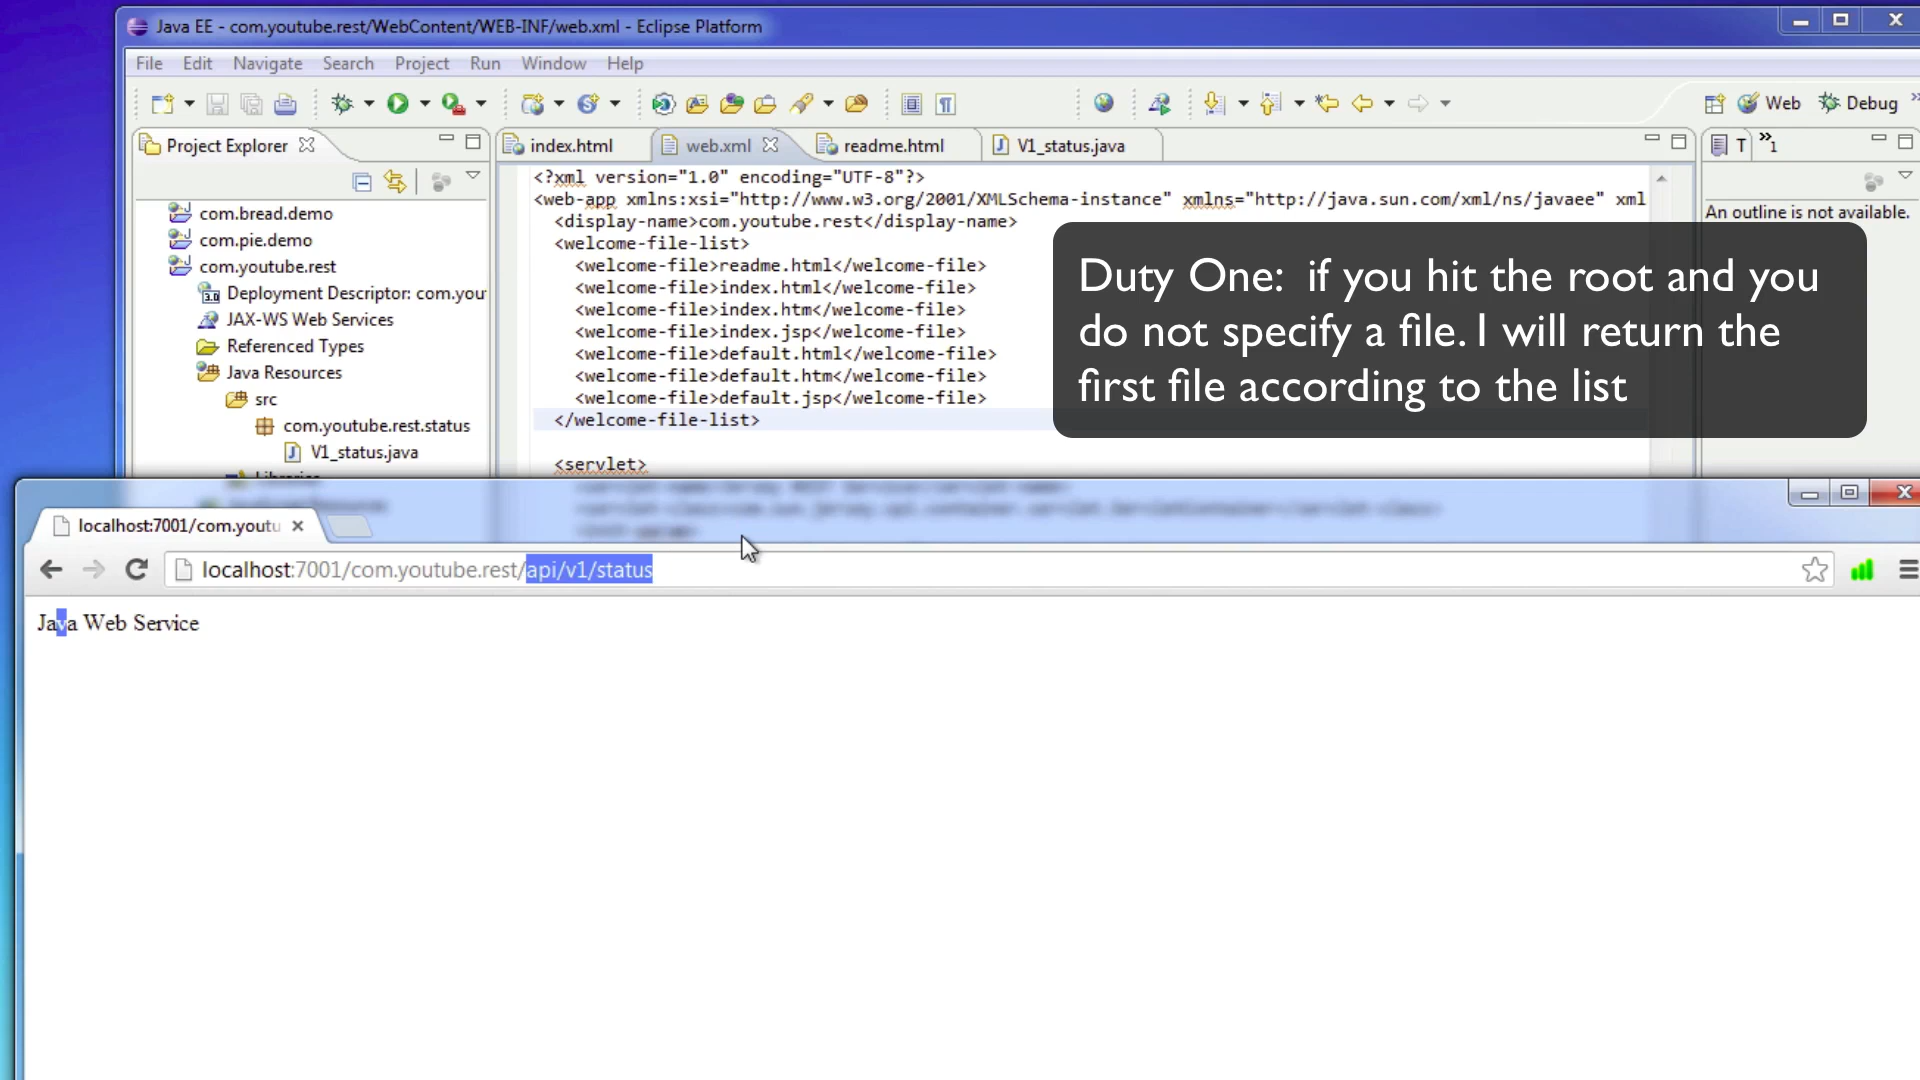 Java EE - com.youtube.rest/WebContent/WEB-INF/web.xml - Eclipse Platform
File Edit Navigate Search Project Run Window Help
Web Debug
Project Explorer
index.html web.xml readme.html V1_status.java
T
1
com.bread.demo
com.pie.demo
com.youtube.rest
Deployment Descriptor: com.you
JAX-WS Web Services
Referenced Types
Java Resources
src
com.youtube.rest.status
V1_status.java
<?xml version="1.0" encoding="UTF-8"?>
<web-app xmlns:xsi="http://www.w3.org/2001/XMLSchema-instance" xmlns="http://java.sun.com/xml/ns/javaee" xml
<display-name>com.youtube.rest</display-name>
<welcome-file-list>
<welcome-file>readme.html</welcome-file>
<welcome-file>index.html</welcome-file>
<welcome-file>index.htm</welcome-file>
<welcome-file>index.jsp</welcome-file>
<welcome-file>default.html</welcome-file>
<welcome-file>default.htm</welcome-file>
<welcome-file>default.jsp</welcome-file>
</welcome-file-list>
<servlet>
An outline is not available.
Duty One: if you hit the root and you
do not specify a file. I will return the
first file according to the list
localhost:7001/com.youtu
localhost:7001/com.youtube.rest/api/v1/status
Java Web Service